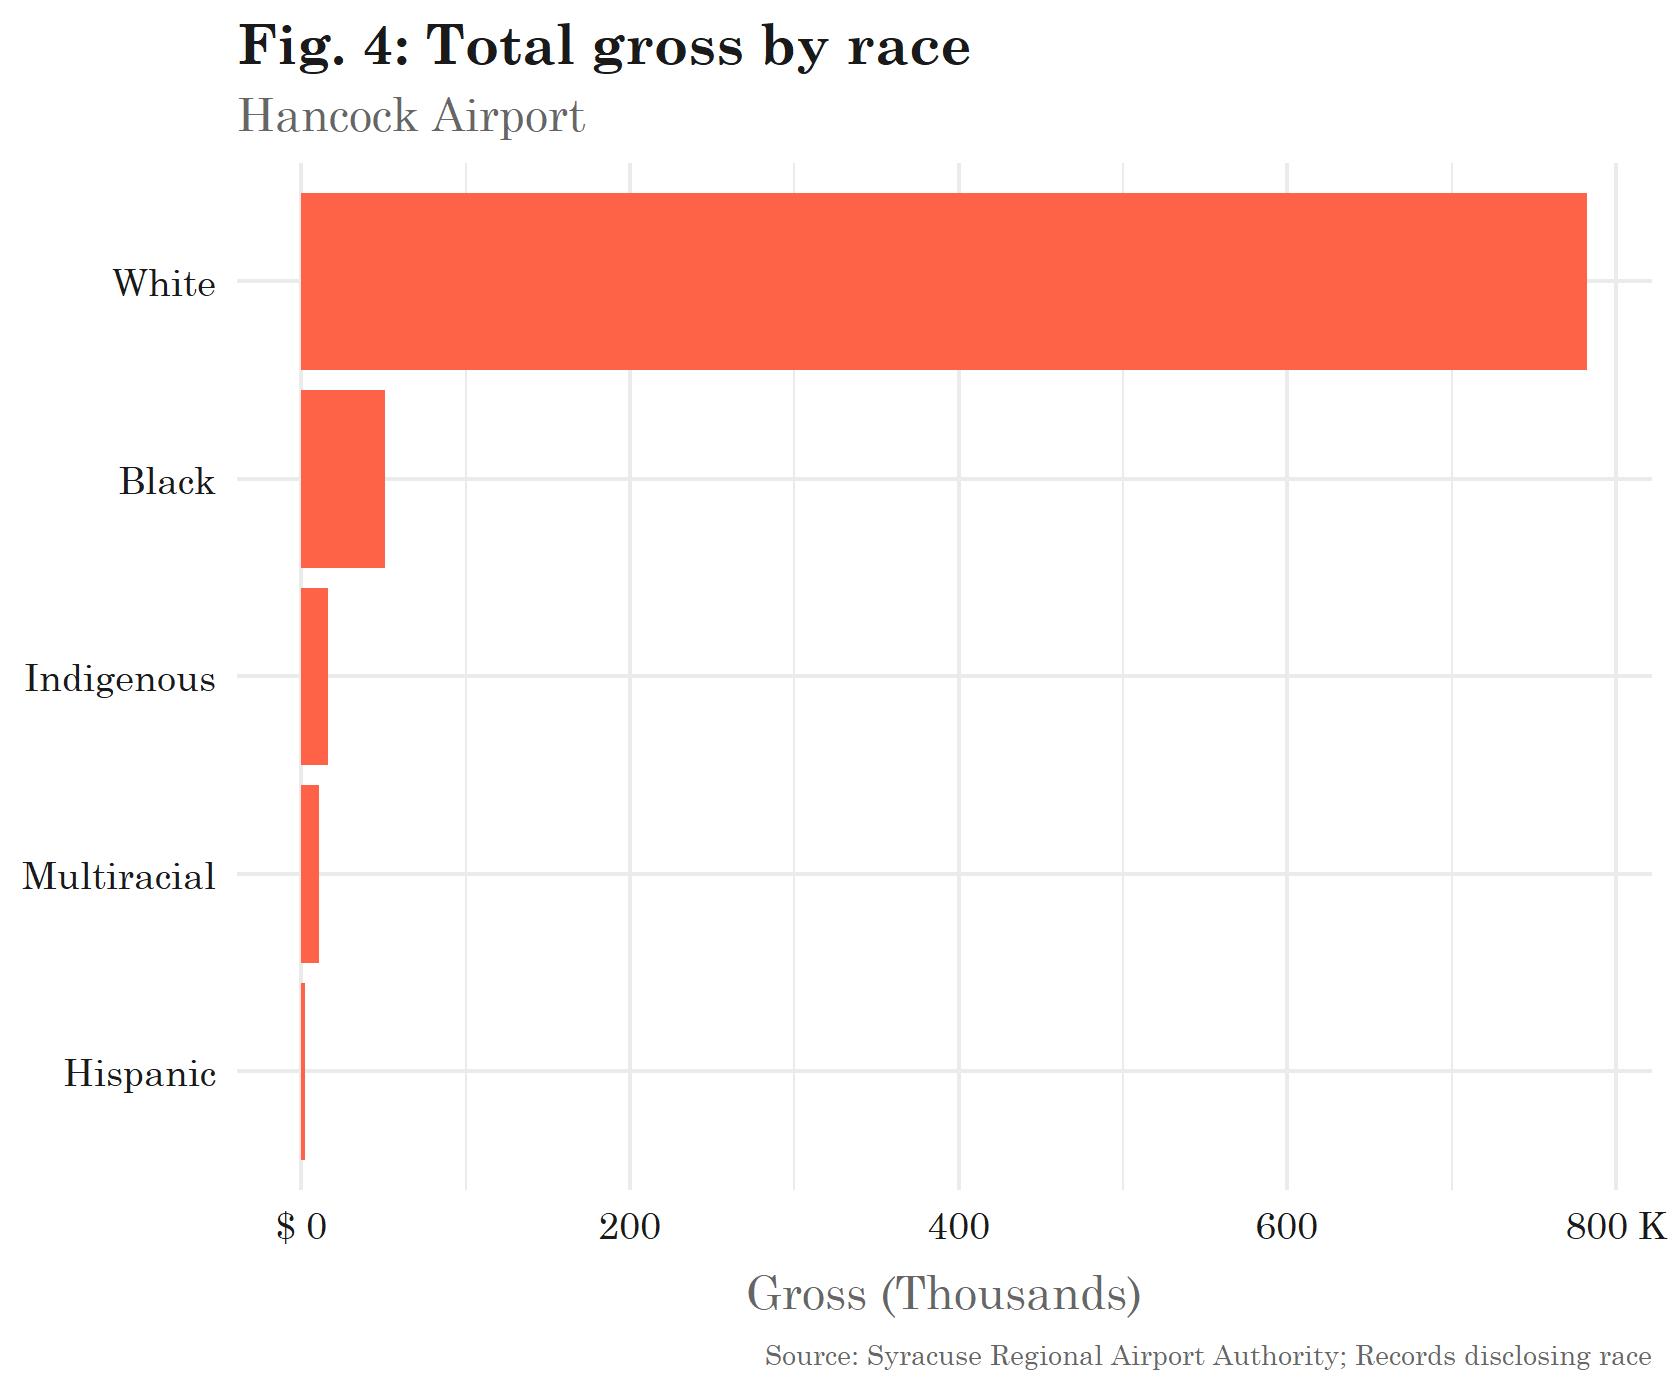 Fig. 4: Total gross by race
Hancock Airport
White
Black
Indigenous
Multiracial
Hispanic
$ 0 200 400 600 800 K
Gross (Thousands)
Source: Syracuse Regional Airport Authority; Records disclosing race